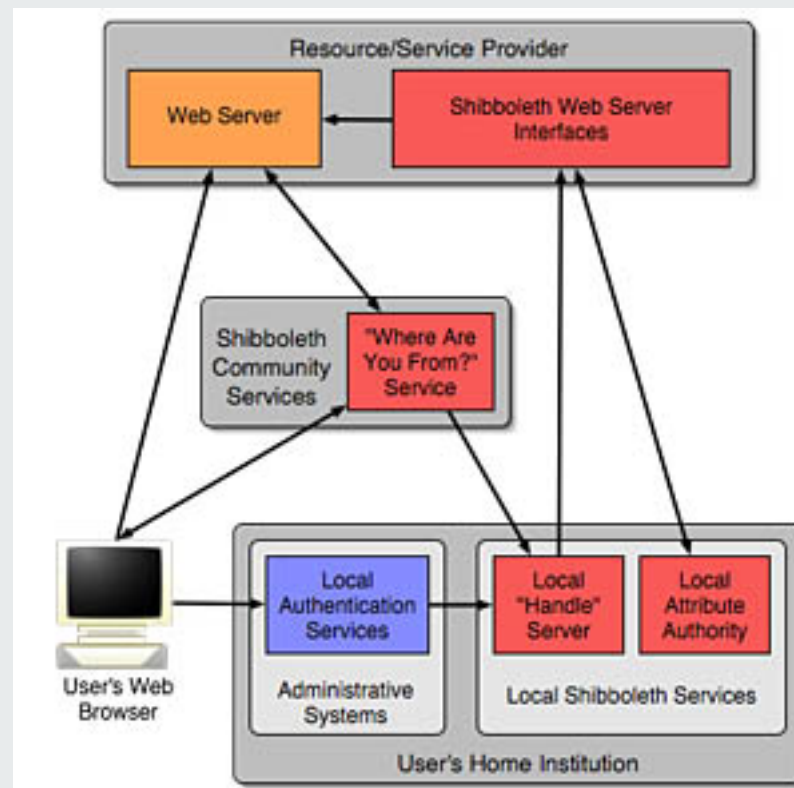 Resource/Service Provider
Web Server
Shibboleth Web Server
Interfaces
Shibboleth
Community
Services
"Where Are
You From?"
Service
Local
Authentication
Services
Local
"Handle"
Server
Local
Attribute
Authority
User's Web
Browser
Administrative
Systems
Local Shibboleth Services
User's Home Institution